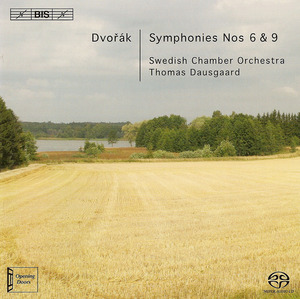 BIS
Dvořák
Symphonies Nos 6 & 9
Swedish Chamber Orchestra
Thomas Dausgaard
Opening
Doors
SUPER AUDIO CD